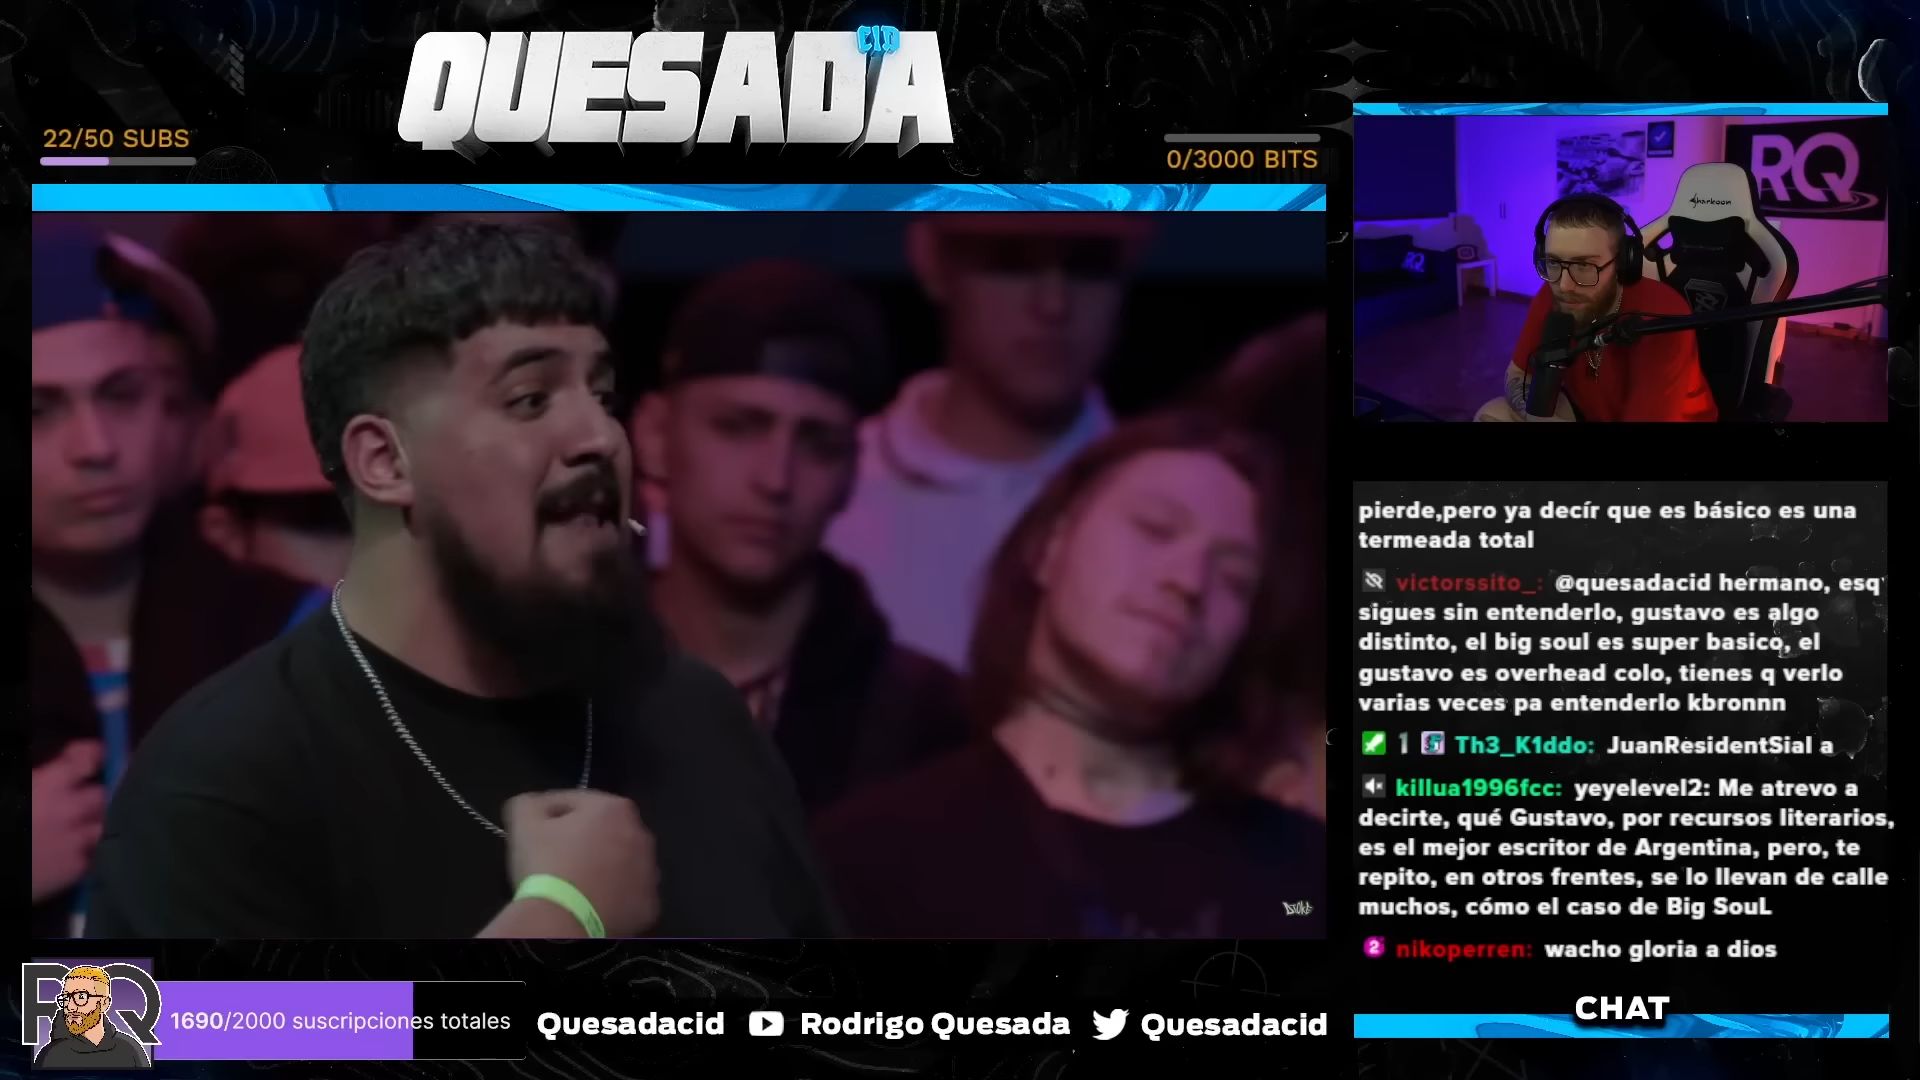 CID
QUESADA
22/50 SUBS
0/3000 BITS
RQ
sharkoon
RQ
pierde,pero ya decír que es básico es una
termeada total
victorssito_: @quesadacid hermano, esq
sigues sin entenderlo, gustavo es algo
distinto, el big soul es super basico, el
gustavo es overhead colo, tienes q verlo
varias veces pa entenderlo kbronnn
1 Th3_K1ddo: JuanResidentSial a
killua1996fcc: yeyelevel2: Me atrevo a
decirte, qué Gustavo, por recursos literarios,
es el mejor escritor de Argentina, pero, te
repito, en otros frentes, se lo llevan de calle
muchos, cómo el caso de Big SouL
2 nikoperren: wacho gloria a dios
CHAT
RQ
1690/2000 suscripciones totales
Quesadacid
Rodrigo Quesada
Quesadacid